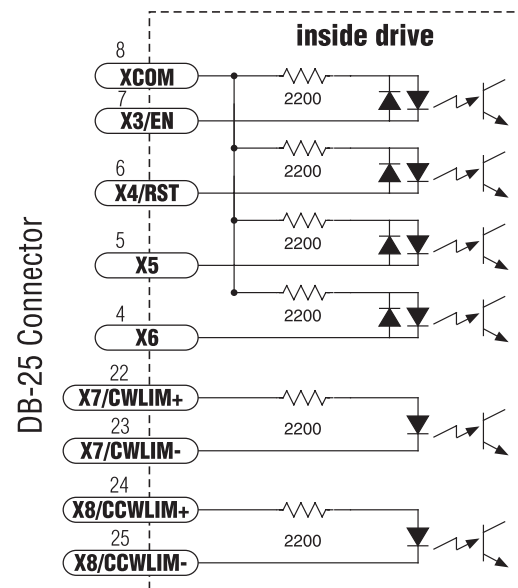 inside drive
DB-25 Connector
8
XCOM
2200
7
X3/EN
2200
6
X4/RST
2200
5
X5
2200
4
X6
22
X7/CWLIM+
2200
23
X7/CWLIM-
24
X8/CCWLIM+
2200
25
X8/CCWLIM-